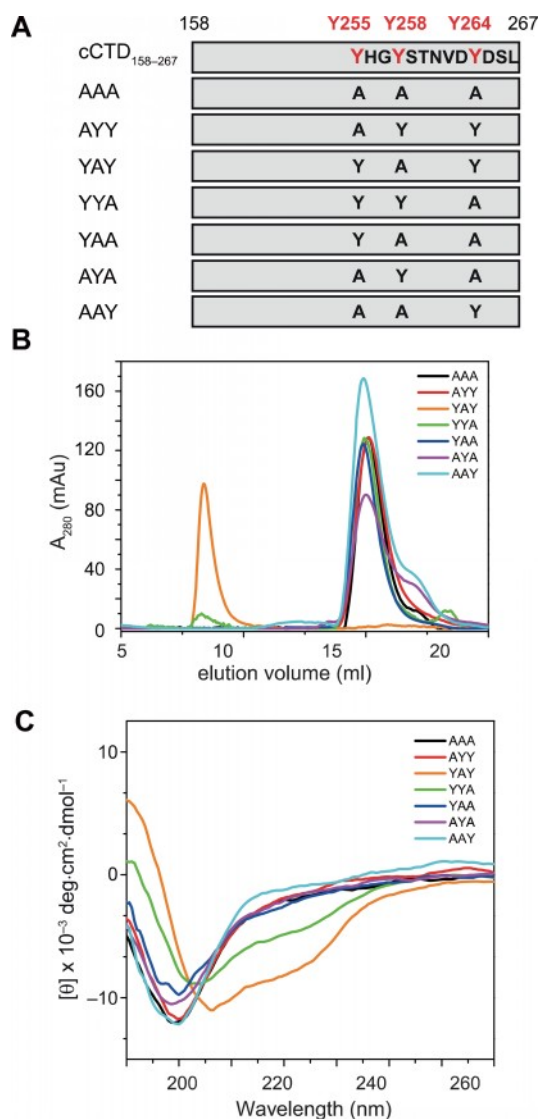 A
158 Y255 Y258 Y264 267
cCTD158–267 YHGYSTNVDYDSL
AAA A A A
AYY A Y Y
YAY Y A Y
YYA Y Y A
YAA Y A A
AYA A Y A
AAY A A Y
B
A280 (mAu)
160
120
80
40
0
5 10 15 20
elution volume (ml)
AAA
AYY
YAY
YYA
YAA
AYA
AAY
C
[θ] x 10⁻³ deg·cm²·dmol⁻¹
10
0
−10
200 220 240 260
Wavelength (nm)
AAA
AYY
YAY
YYA
YAA
AYA
AAY